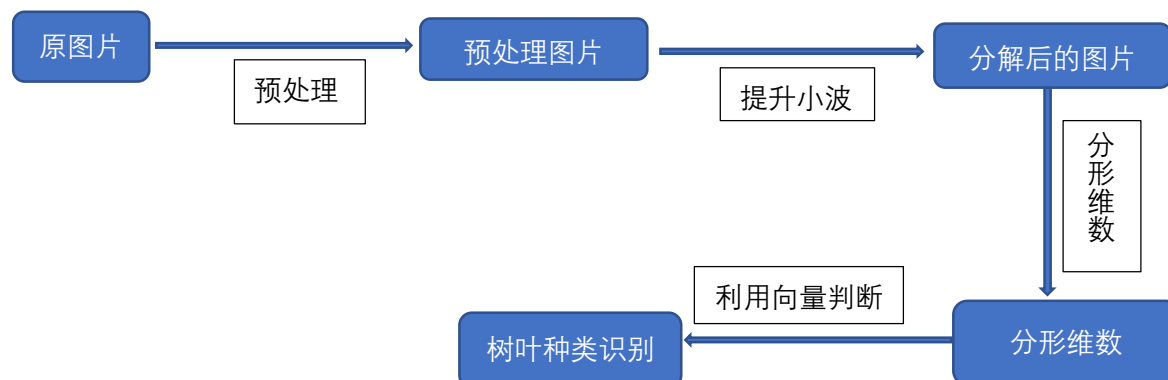 原图片
预处理
预处理图片
提升小波
分解后的图片
分形维数
分形维数
利用向量判断
树叶种类识别